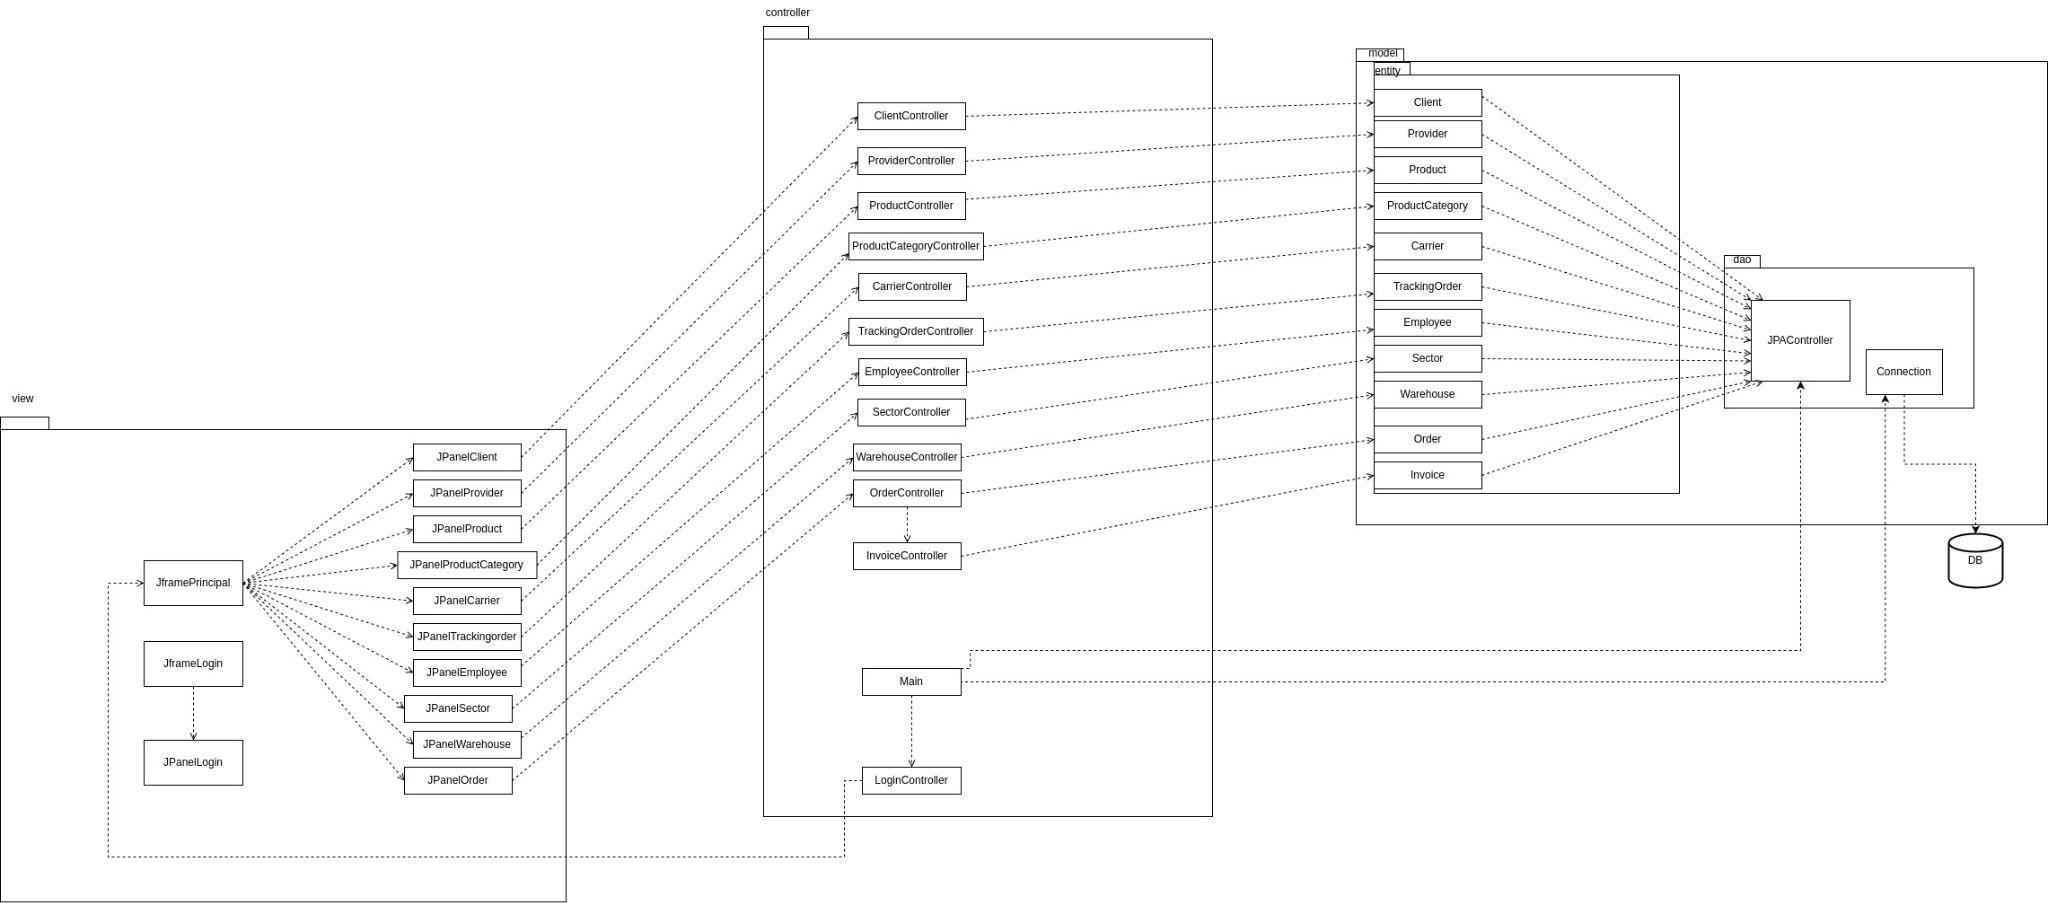 view
JframePrincipal
JframeLogin
JPanelLogin
JPanelClient
JPanelProvider
JPanelProduct
JPanelProductCategory
JPanelCarrier
JPanelTrackingorder
JPanelEmployee
JPanelSector
JPanelWarehouse
JPanelOrder
controller
ClientController
ProviderController
ProductController
ProductCategoryController
CarrierController
TrackingOrderController
EmployeeController
SectorController
WarehouseController
OrderController
InvoiceController
Main
LoginController
model
entity
Client
Provider
Product
ProductCategory
Carrier
TrackingOrder
Employee
Sector
Warehouse
Order
Invoice
dao
JPAController
Connection
DB